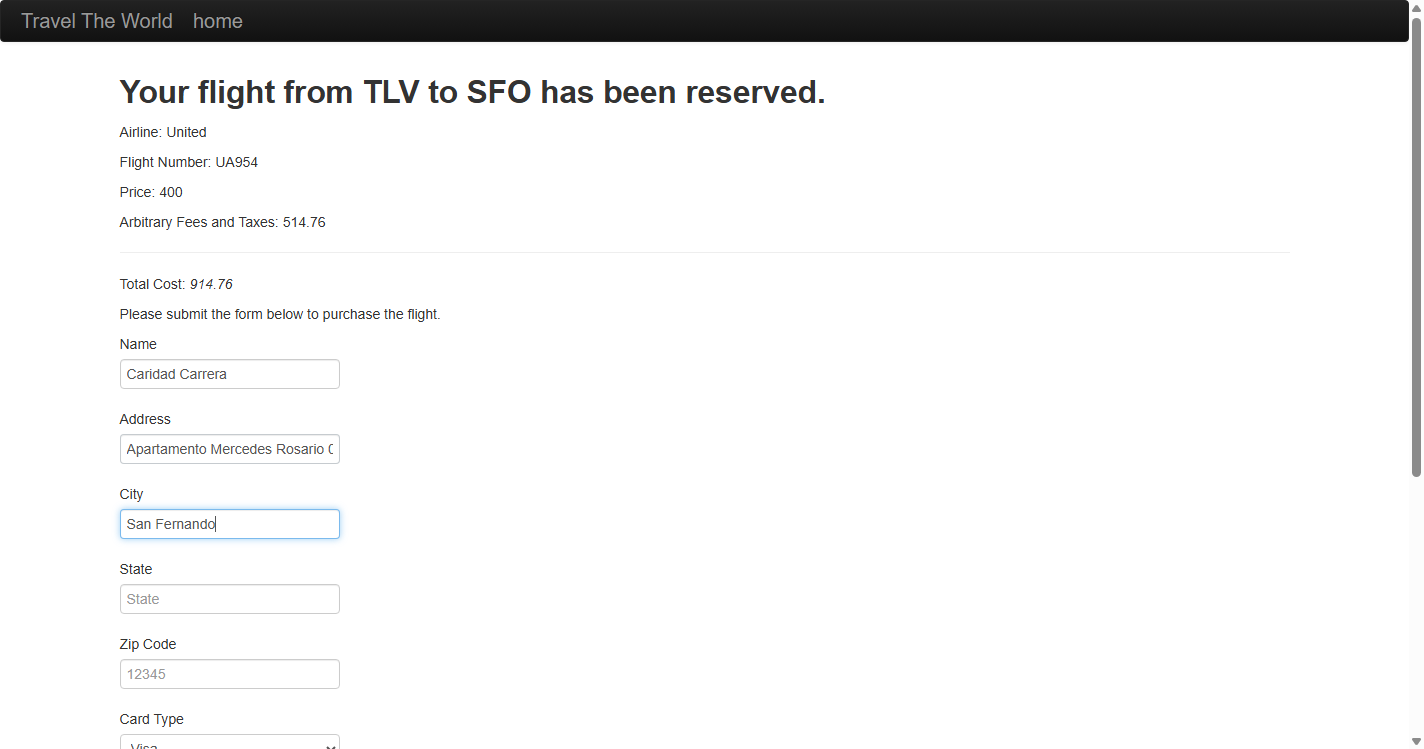 Travel The World home
Your flight from TLV to SFO has been reserved.
Airline: United
Flight Number: UA954
Price: 400
Arbitrary Fees and Taxes: 514.76
Total Cost: 914.76
Please submit the form below to purchase the flight.
Name
Caridad Carrera
Address
Apartamento Mercedes Rosario
City
San Fernando
State
State
Zip Code
12345
Card Type
Visa